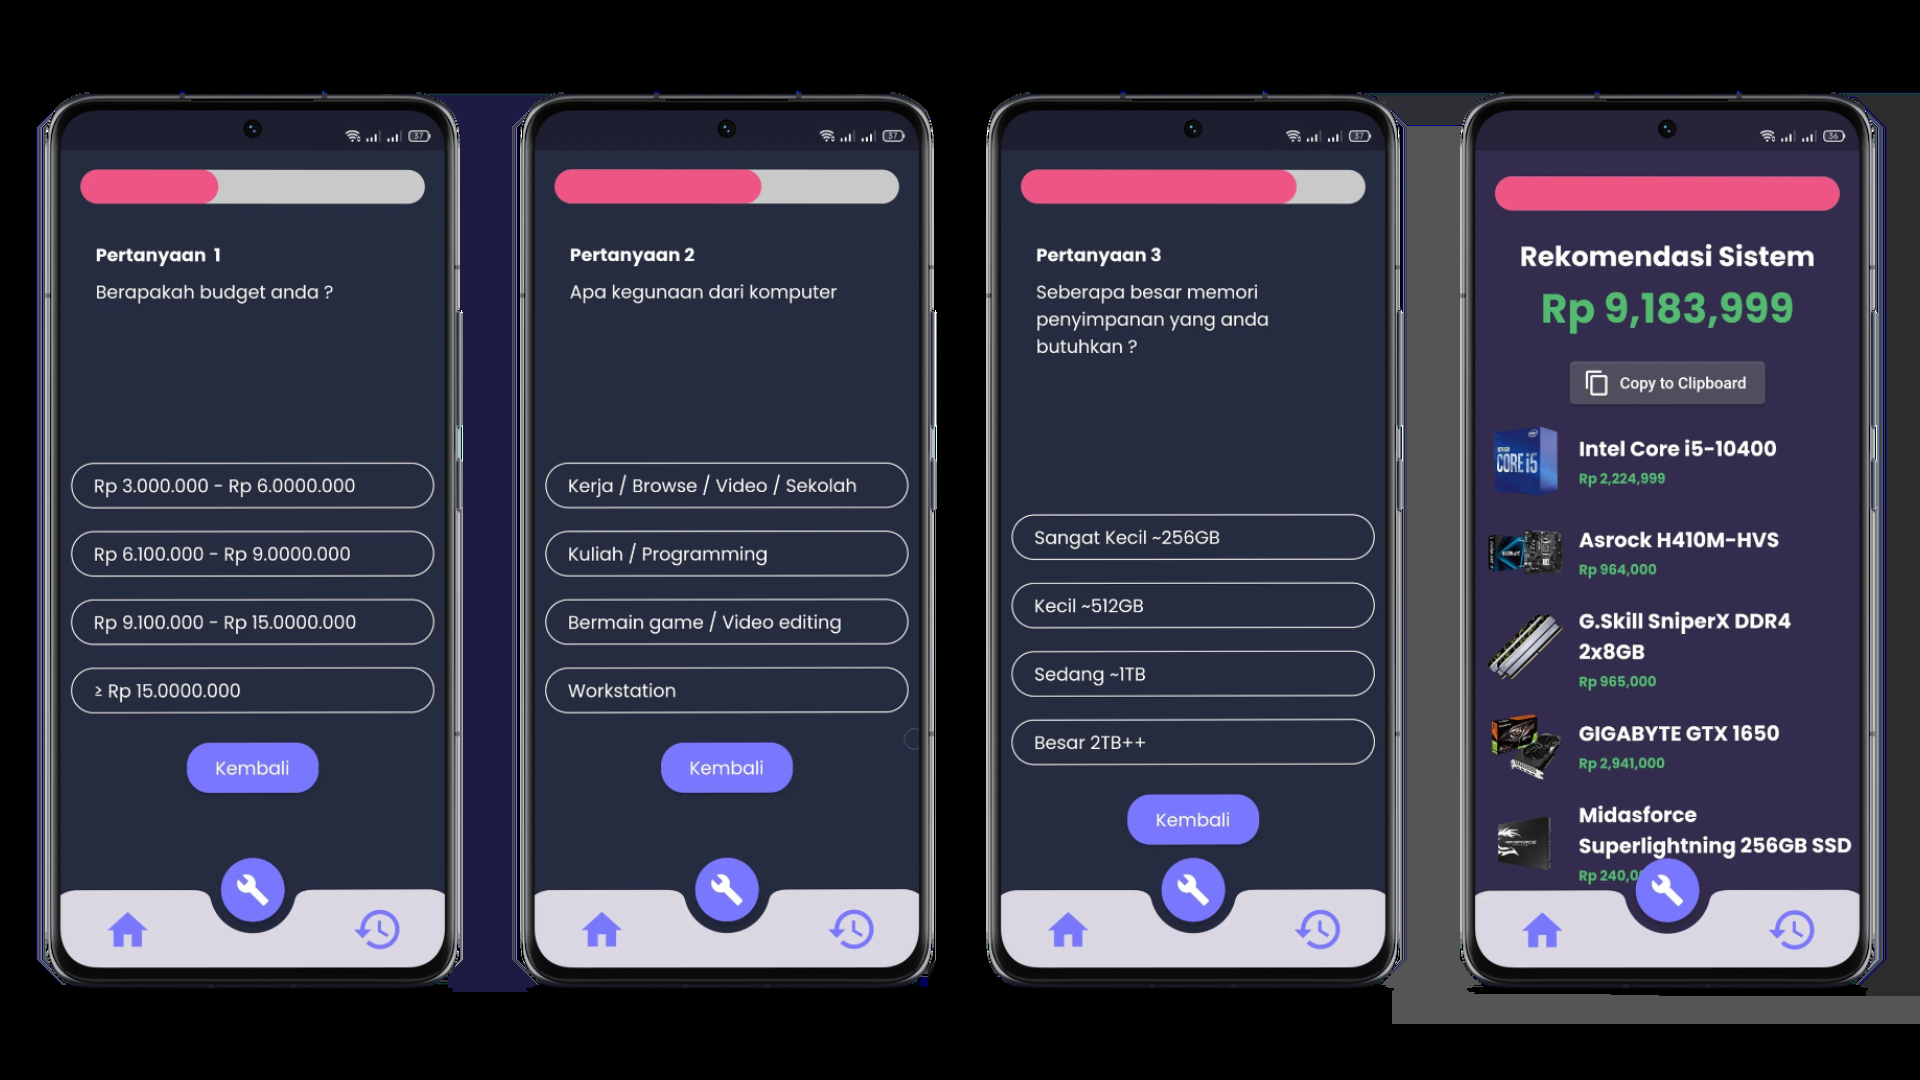 37
Pertanyaan 1
Berapakah budget anda ?
Rp 3.000.000 - Rp 6.0000.000
Rp 6.100.000 - Rp 9.0000.000
Rp 9.100.000 - Rp 15.0000.000
≥ Rp 15.0000.000
Kembali
37
Pertanyaan 2
Apa kegunaan dari komputer
Kerja / Browse / Video / Sekolah
Kuliah / Programming
Bermain game / Video editing
Workstation
Kembali
37
Pertanyaan 3
Seberapa besar memori
penyimpanan yang anda
butuhkan ?
Sangat Kecil ~256GB
Kecil ~512GB
Sedang ~1TB
Besar 2TB++
Kembali
36
Rekomendasi Sistem
Rp 9,183,999
Copy to Clipboard
CORE i5
Intel Core i5-10400
Rp 2,224,999
Asrock H410M-HVS
Rp 964,000
G.Skill SniperX DDR4
2x8GB
Rp 965,000
GIGABYTE GTX 1650
Rp 2,941,000
Midasforce
Superlightning 256GB SSD
Rp 240,0